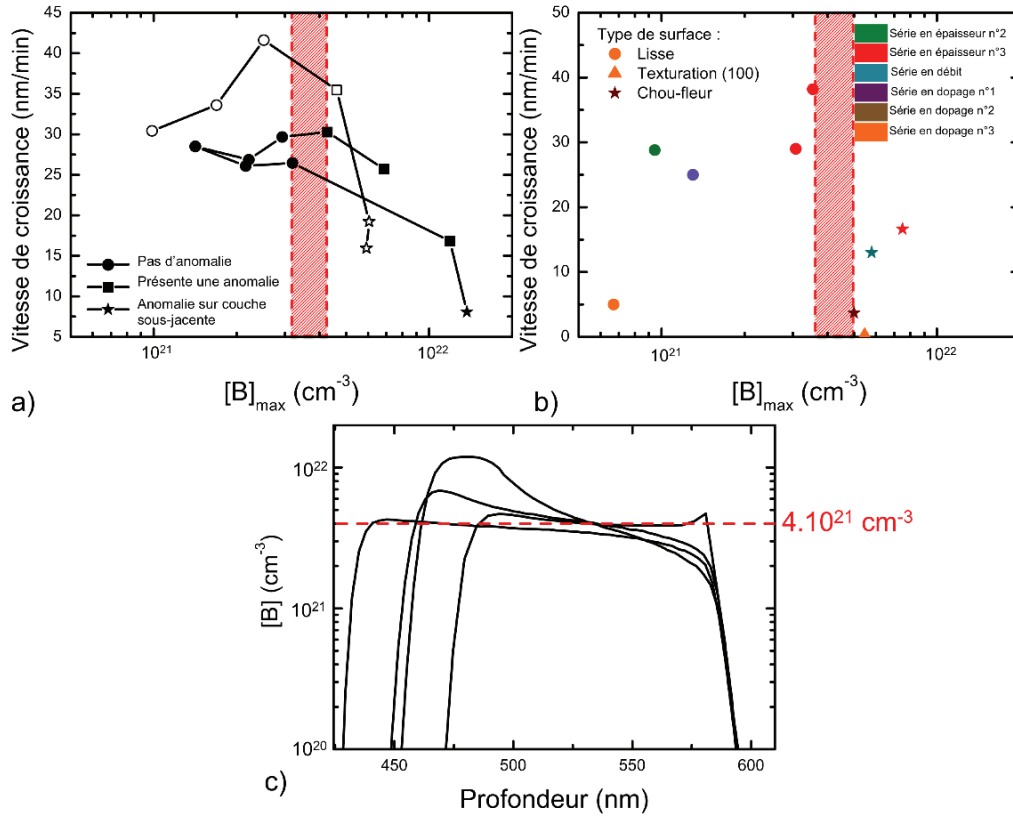 50
45
40
35
30
25
20
15
10
5
Vitesse de croissance (nm/min)
Pas d'anomalie
Présente une anomalie
Anomalie sur couche
sous-jacente
10²¹
10²²
[B]max (cm⁻³)
a)
50
40
30
20
10
0
Vitesse de croissance (nm/min)
Type de surface :
Lisse
Texturation (100)
Chou-fleur
Série en épaisseur n°2
Série en épaisseur n°3
Série en débit
Série en dopage n°1
Série en dopage n°2
Série en dopage n°3
10²¹
10²²
[B]max (cm⁻³)
b)
10²²
10²¹
10²⁰
[B] (cm⁻³)
4.10²¹ cm⁻³
450
500
550
600
Profondeur (nm)
c)